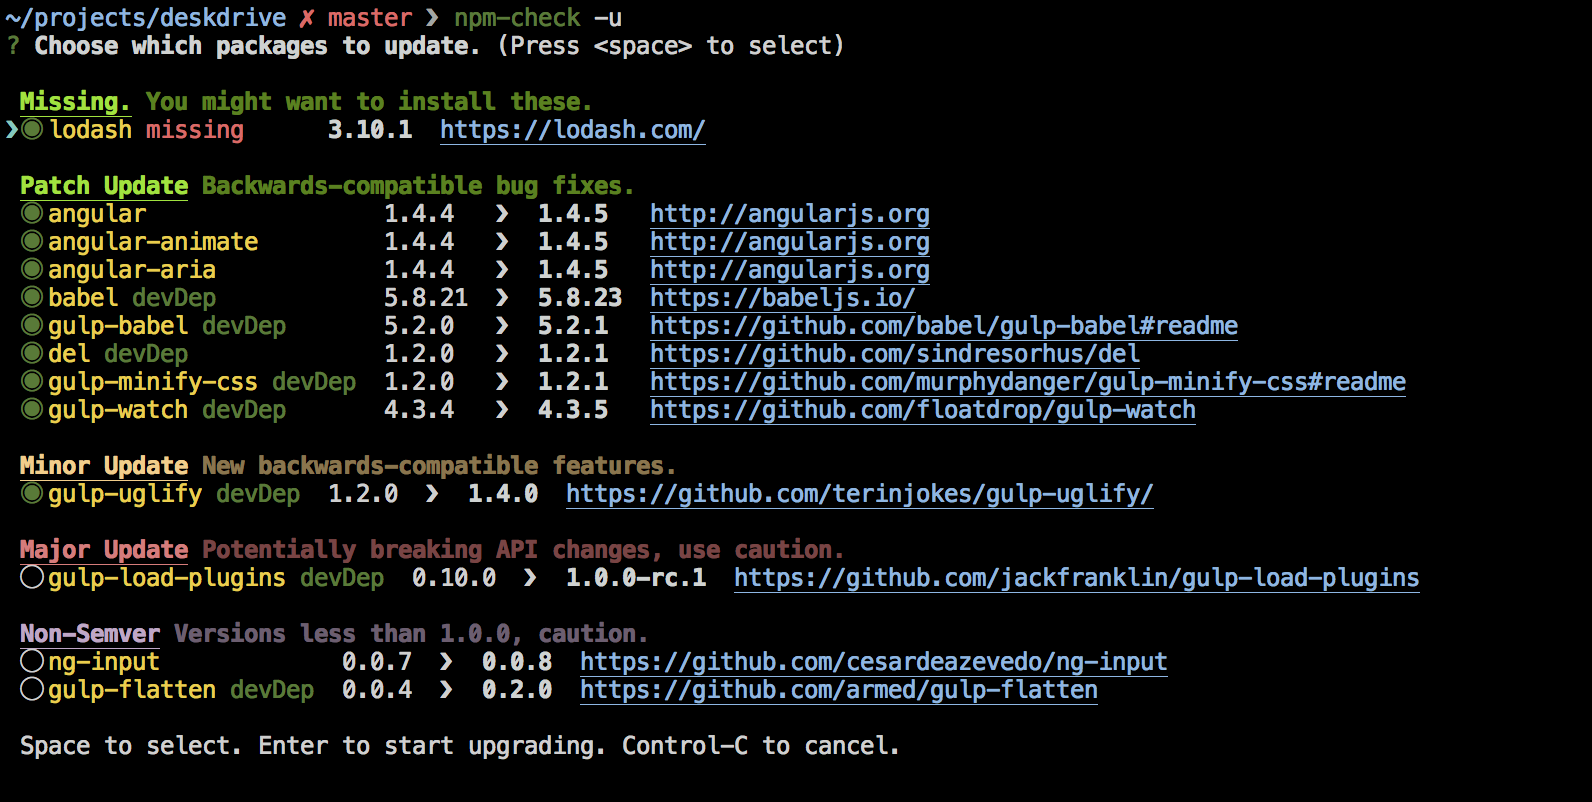 ~/projects/deskdrive ✗ master ❯ npm-check -u
? Choose which packages to update. (Press <space> to select)
Missing. You might want to install these.
❯◉ lodash missing 3.10.1 https://lodash.com/
Patch Update Backwards-compatible bug fixes.
◉ angular 1.4.4 ❯ 1.4.5 http://angularjs.org
◉ angular-animate 1.4.4 ❯ 1.4.5 http://angularjs.org
◉ angular-aria 1.4.4 ❯ 1.4.5 http://angularjs.org
◉ babel devDep 5.8.21 ❯ 5.8.23 https://babeljs.io/
◉ gulp-babel devDep 5.2.0 ❯ 5.2.1 https://github.com/babel/gulp-babel#readme
◉ del devDep 1.2.0 ❯ 1.2.1 https://github.com/sindresorhus/del
◉ gulp-minify-css devDep 1.2.0 ❯ 1.2.1 https://github.com/murphydanger/gulp-minify-css#readme
◉ gulp-watch devDep 4.3.4 ❯ 4.3.5 https://github.com/floatdrop/gulp-watch
Minor Update New backwards-compatible features.
◉ gulp-uglify devDep 1.2.0 ❯ 1.4.0 https://github.com/terinjokes/gulp-uglify/
Major Update Potentially breaking API changes, use caution.
◯ gulp-load-plugins devDep 0.10.0 ❯ 1.0.0-rc.1 https://github.com/jackfranklin/gulp-load-plugins
Non-Semver Versions less than 1.0.0, caution.
◯ ng-input 0.0.7 ❯ 0.0.8 https://github.com/cesardeazevedo/ng-input
◯ gulp-flatten devDep 0.0.4 ❯ 0.2.0 https://github.com/armed/gulp-flatten
Space to select. Enter to start upgrading. Control-C to cancel.